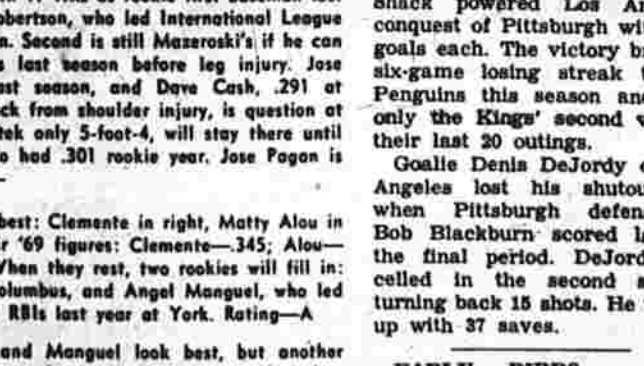 obertson, who led International League
n. Second is still Mazeroski's if he can
s last season before leg injury. Jose
ast season, and Dave Cash, .291 at
ck from shoulder injury, is question at
tek only 5-foot-4, will stay there until
o had .301 rookie year. Jose Pagan is
best: Clemente in right, Matty Alou in
r '69 figures: Clemente—.345; Alou—
When they rest, two rookies will fill in:
olumbus, and Angel Manguel, who led
RBIs last year at York. Rating—A
and Manguel look best, but another
Shack powered Los An
conquest of Pittsburgh wi
goals each. The victory b
six-game losing streak
Penguins this season an
only the Kings' second v
their last 20 outings.
Goalie Denis DeJordy
Angeles lost his shutou
when Pittsburgh defen
Bob Blackburn scored l
the final period. DeJord
celled in the second s
turning back 15 shots. He
up with 37 saves.